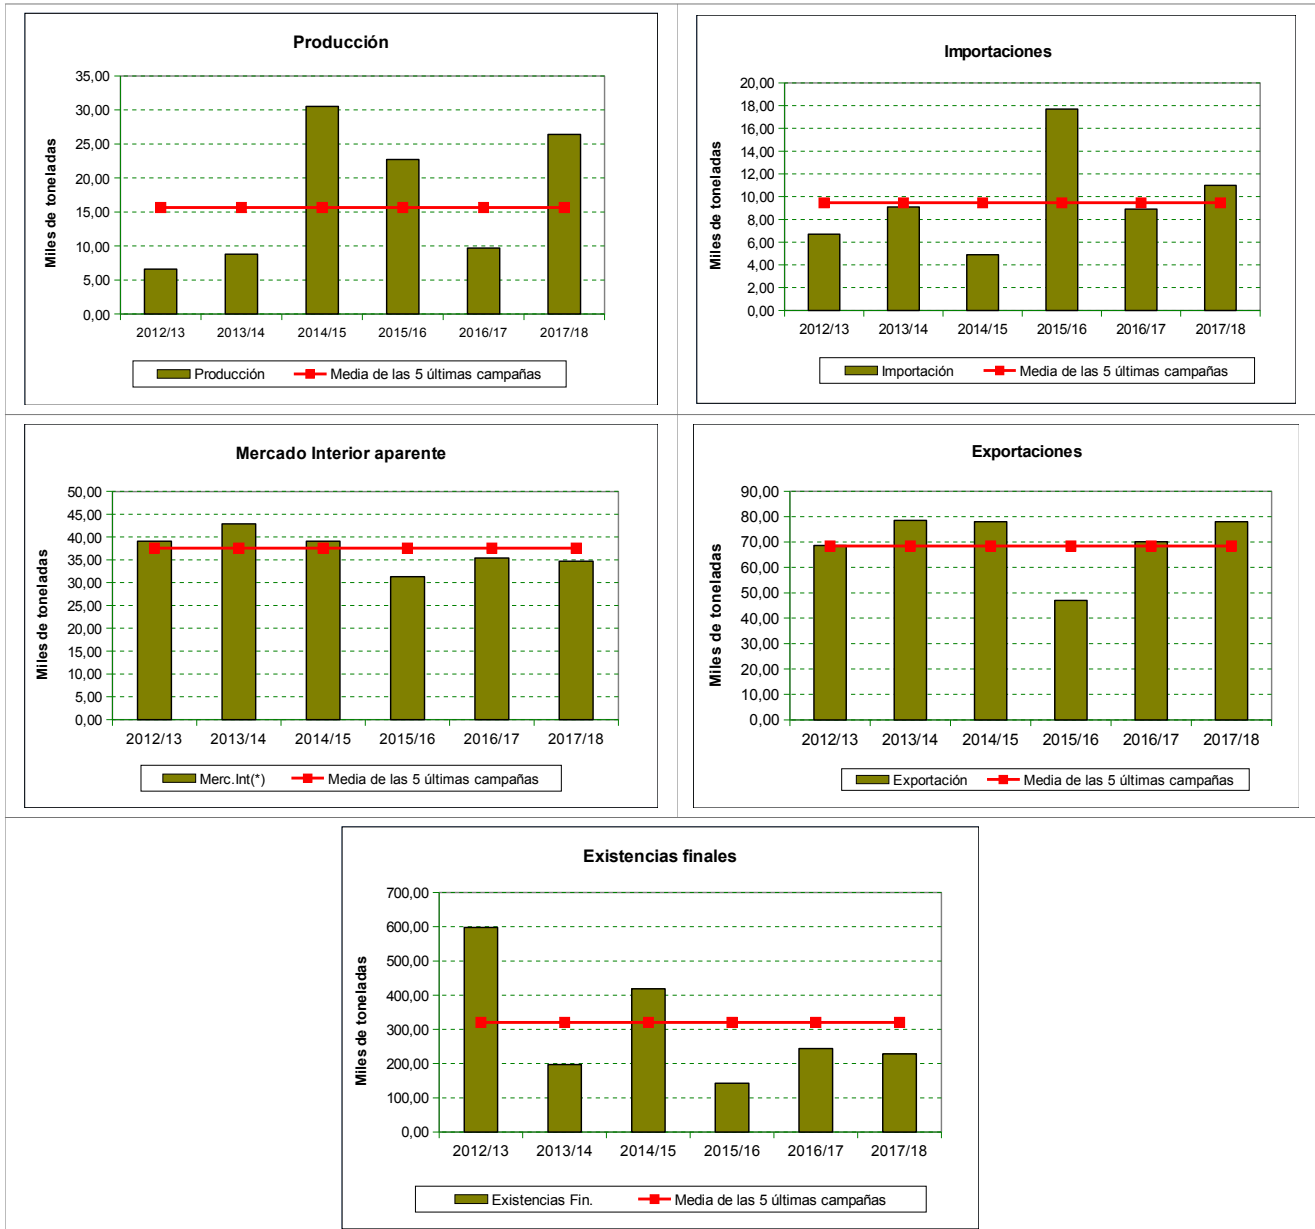 Producción
Miles de toneladas
35,00
30,00
25,00
20,00
15,00
10,00
5,00
0,00
2012/13 2013/14 2014/15 2015/16 2016/17 2017/18
Producción Media de las 5 últimas campañas
Importaciones
Miles de toneladas
20,00
18,00
16,00
14,00
12,00
10,00
8,00
6,00
4,00
2,00
0,00
2012/13 2013/14 2014/15 2015/16 2016/17 2017/18
Importación Media de las 5 últimas campañas
Mercado Interior aparente
Miles de toneladas
50,00
45,00
40,00
35,00
30,00
25,00
20,00
15,00
10,00
5,00
0,00
2012/13 2013/14 2014/15 2015/16 2016/17 2017/18
Merc.Int(*) Media de las 5 últimas campañas
Exportaciones
Miles de toneladas
90,00
80,00
70,00
60,00
50,00
40,00
30,00
20,00
10,00
0,00
2012/13 2013/14 2014/15 2015/16 2016/17 2017/18
Exportación Media de las 5 últimas campañas
Existencias finales
Miles de toneladas
700,00
600,00
500,00
400,00
300,00
200,00
100,00
0,00
2012/13 2013/14 2014/15 2015/16 2016/17 2017/18
Existencias Fin. Media de las 5 últimas campañas